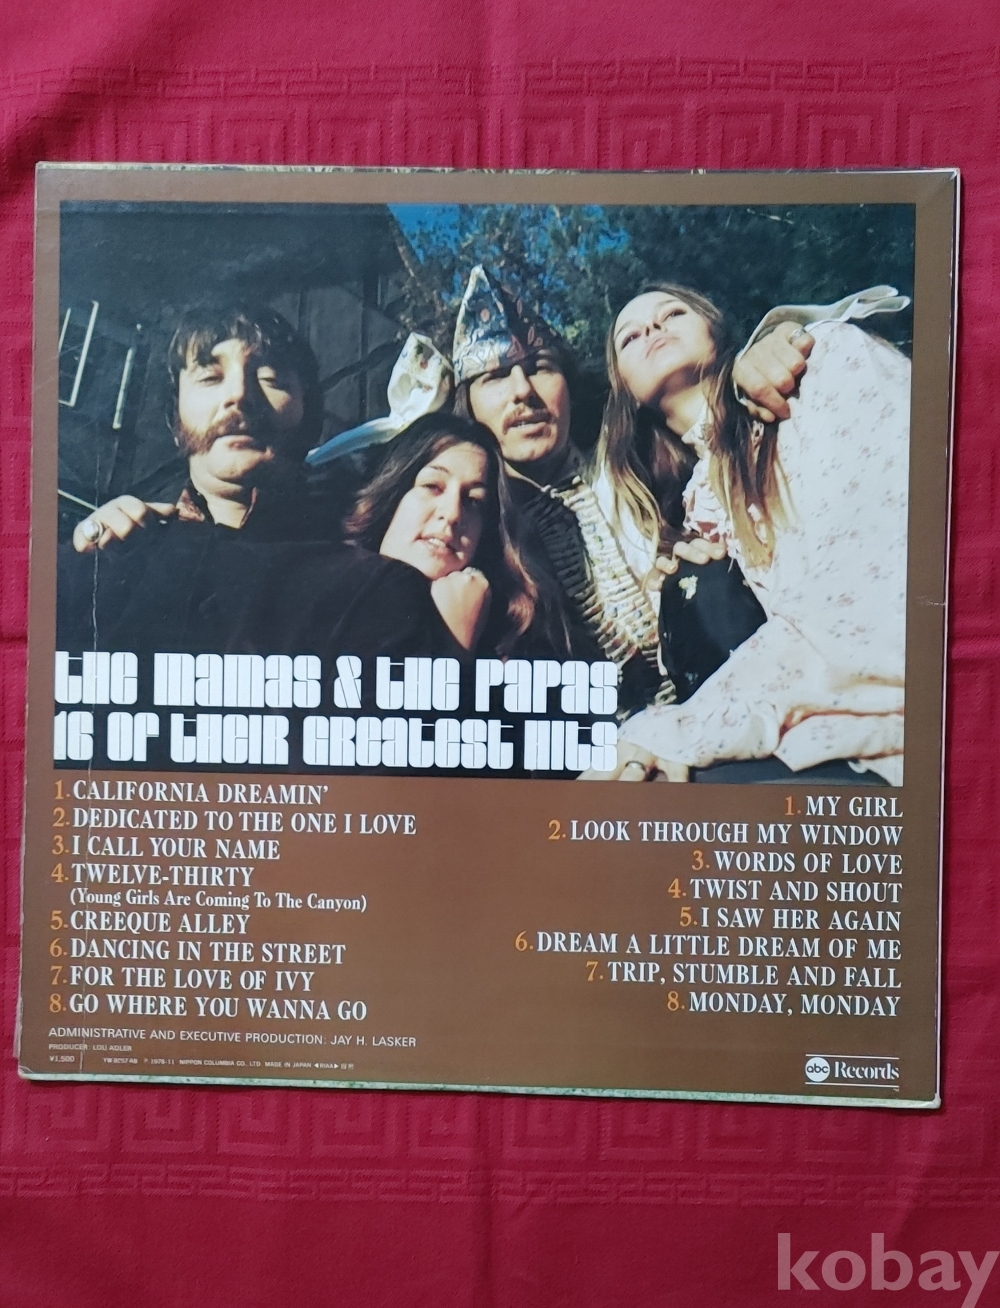 the mamas & the papas
16 of their greatest hits
1. CALIFORNIA DREAMIN'
2. DEDICATED TO THE ONE I LOVE
3. I CALL YOUR NAME
4. TWELVE-THIRTY
(Young Girls Are Coming To The Canyon)
5. CREEQUE ALLEY
6. DANCING IN THE STREET
7. FOR THE LOVE OF IVY
8. GO WHERE YOU WANNA GO
1. MY GIRL
2. LOOK THROUGH MY WINDOW
3. WORDS OF LOVE
4. TWIST AND SHOUT
5. I SAW HER AGAIN
6. DREAM A LITTLE DREAM OF ME
7. TRIP, STUMBLE AND FALL
8. MONDAY, MONDAY
ADMINISTRATIVE AND EXECUTIVE PRODUCTION: JAY H. LASKER
PRODUCER: LOU ADLER
¥1,500 NIPPON COLUMBIA CO., LTD. MADE IN JAPAN
abc Records
kobay